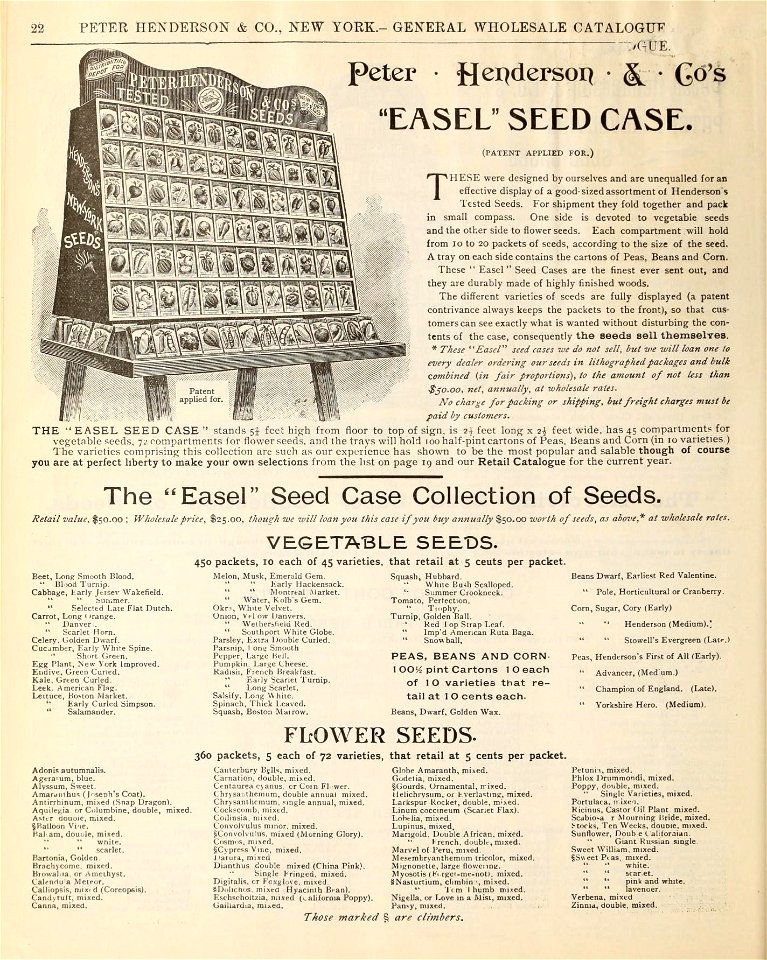 22 PETER HENDERSON & CO., NEW YORK.— GENERAL WHOLESALE CATALOGUE
OGUE.
DISTRIBUTING
DEPOT FOR
PETER HENDERSON & CO'S
TESTED SEEDS
HENDERSON'S
NEW YORK
SEEDS
Patent
applied for.
Peter · Henderson · & · Co's
"EASEL" SEED CASE.
(PATENT APPLIED FOR.)
THESE were designed by ourselves and are unequalled for an
effective display of a good-sized assortment of Henderson's
Tested Seeds. For shipment they fold together and pack
in small compass. One side is devoted to vegetable seeds
and the other side to flower seeds. Each compartment will hold
from 10 to 20 packets of seeds, according to the size of the seed.
A tray on each side contains the cartons of Peas, Beans and Corn.
These "Easel" Seed Cases are the finest ever sent out, and
they are durably made of highly finished woods.
The different varieties of seeds are fully displayed (a patent
contrivance always keeps the packets to the front), so that cus-
tomers can see exactly what is wanted without disturbing the con-
tents of the case, consequently the seeds sell themselves.
* These "Easel" seed cases we do not sell, but we will loan one to
every dealer ordering our seeds in lithographed packages and bulk
combined (in fair proportions), to the amount of not less than
$50.00, net, annually, at wholesale rates.
No charge for packing or shipping, but freight charges must be
paid by customers.
THE "EASEL SEED CASE" stands 5½ feet high from floor to top of sign, is 2½ feet long x 2½ feet wide, has 45 compartments for
vegetable seeds, 72 compartments for flower seeds, and the trays will hold 100 half-pint cartons of Peas, Beans and Corn (in 10 varieties.)
The varieties comprising this collection are such as our experience has shown to be the most popular and salable though of course
you are at perfect liberty to make your own selections from the list on page 19 and our Retail Catalogue for the current year.
The "Easel" Seed Case Collection of Seeds.
Retail value, $50.00; Wholesale price, $25.00, though we will loan you this case if you buy annually $50.00 worth of seeds, as above,* at wholesale rates.
VEGETABLE SEEDS.
450 packets, 10 each of 45 varieties, that retail at 5 cents per packet.
Beet, Long Smooth Blood.
" Blood Turnip.
Cabbage, Early Jersey Wakefield.
" " Summer.
" Selected Late Flat Dutch.
Carrot, Long Orange.
" Danvers.
" Scarlet Horn.
Celery, Golden Dwarf.
Cucumber, Early White Spine.
" Short Green.
Egg Plant, New York Improved.
Endive, Green Curled.
Kale, Green Curled.
Leek, American Flag.
Lettuce, Boston Market.
" Early Curled Simpson.
" Salamander.
Melon, Musk, Emerald Gem.
" " Early Hackensack.
" " Montreal Market.
" Water, Kolb's Gem.
Okra, White Velvet.
Onion, Yellow Danvers.
" Wethersfield Red.
" Southport White Globe.
Parsley, Extra Double Curled.
Parsnip, Long Smooth
Pepper, Large Bell.
Pumpkin, Large Cheese.
Radish, French Breakfast.
" Early Scarlet Turnip.
" Long Scarlet.
Salsify, Long White.
Spinach, Thick Leaved.
Squash, Boston Marrow.
Squash, Hubbard.
" White Bush Scalloped.
" Summer Crookneck.
Tomato, Perfection.
" Trophy.
Turnip, Golden Ball.
" Red Top Strap Leaf.
" Imp'd American Ruta Baga.
" Snowball.
PEAS, BEANS AND CORN.
100 ½ pint Cartons 10 each
of 10 varieties that re-
tail at 10 cents each.
Beans, Dwarf, Golden Wax.
Beans Dwarf, Earliest Red Valentine.
" Pole, Horticultural or Cranberry.
Corn, Sugar, Cory (Early)
" " Henderson (Medium).
" " Stowell's Evergreen (Late.)
Peas, Henderson's First of All (Early).
" Advancer, (Medium.)
" Champion of England, (Late).
" Yorkshire Hero. (Medium).
FLOWER SEEDS.
360 packets, 5 each of 72 varieties, that retail at 5 cents per packet.
Adonis autumnalis.
Ageratum, blue.
Alyssum, Sweet.
Amaranthus (Joseph's Coat).
Antirrhinum, mixed (Snap Dragon).
Aquilegia or Columbine, double, mixed.
Aster double, mixed.
§Balloon Vine.
Balsam, double, mixed.
" " white.
" " scarlet.
Bartonia, Golden
Brachycome, mixed.
Browallia, or Amethyst.
Calendula Meteor.
Calliopsis, mixed (Coreopsis).
Candytuft, mixed.
Canna, mixed.
Canterbury Bells, mixed.
Carnation, double, mixed.
Centaurea cyanus, or Corn Flower.
Chrysanthemum, double annual mixed.
Chrysanthemum, single annual, mixed.
Cockscomb, mixed.
Collinsia, mixed.
Convolvulus minor, mixed.
§Convolvulus mixed (Morning Glory).
Cosmos, mixed.
§Cypress Vine, mixed.
Datura, mixed
Dianthus double mixed (China Pink).
" Single Fringed, mixed.
Digitalis, or Foxglove, mixed
§Dolichos, mixed (Hyacinth Bean).
Eschscholtzia, mixed (California Poppy).
Gaillardia, mixed.
Globe Amaranth, mixed.
Godetia, mixed.
§Gourds, Ornamental, mixed.
Helichrysum, or Everlasting, mixed.
Larkspur Rocket, double, mixed.
Linum coccineum (Scarlet Flax).
Lobelia, mixed.
Lupinus, mixed
Marigold, Double African, mixed.
" French, double, mixed.
Marvel of Peru, mixed.
Mesembryanthemum tricolor, mixed.
Mignonette, large flowering.
Myosotis (Forget-me-not), mixed.
§Nasturtium, climbing, mixed.
" Tom Thumb mixed.
Nigella, or Love in a Mist, mixed.
Pansy, mixed.
Petunia, mixed.
Phlox Drummondi, mixed.
Poppy, double, mixed.
" Single Varieties, mixed.
Portulaca, mixed.
Ricinus, Castor Oil Plant, mixed.
Scabiosa or Mourning Bride, mixed.
Stocks, Ten Weeks, double, mixed.
Sunflower, Double Californian.
" Giant Russian single.
Sweet William, mixed.
§Sweet Peas, mixed.
" " white.
" " scarlet.
" " pink and white.
" " lavender.
Verbena, mixed
Zinnia, double, mixed.
Those marked § are climbers.